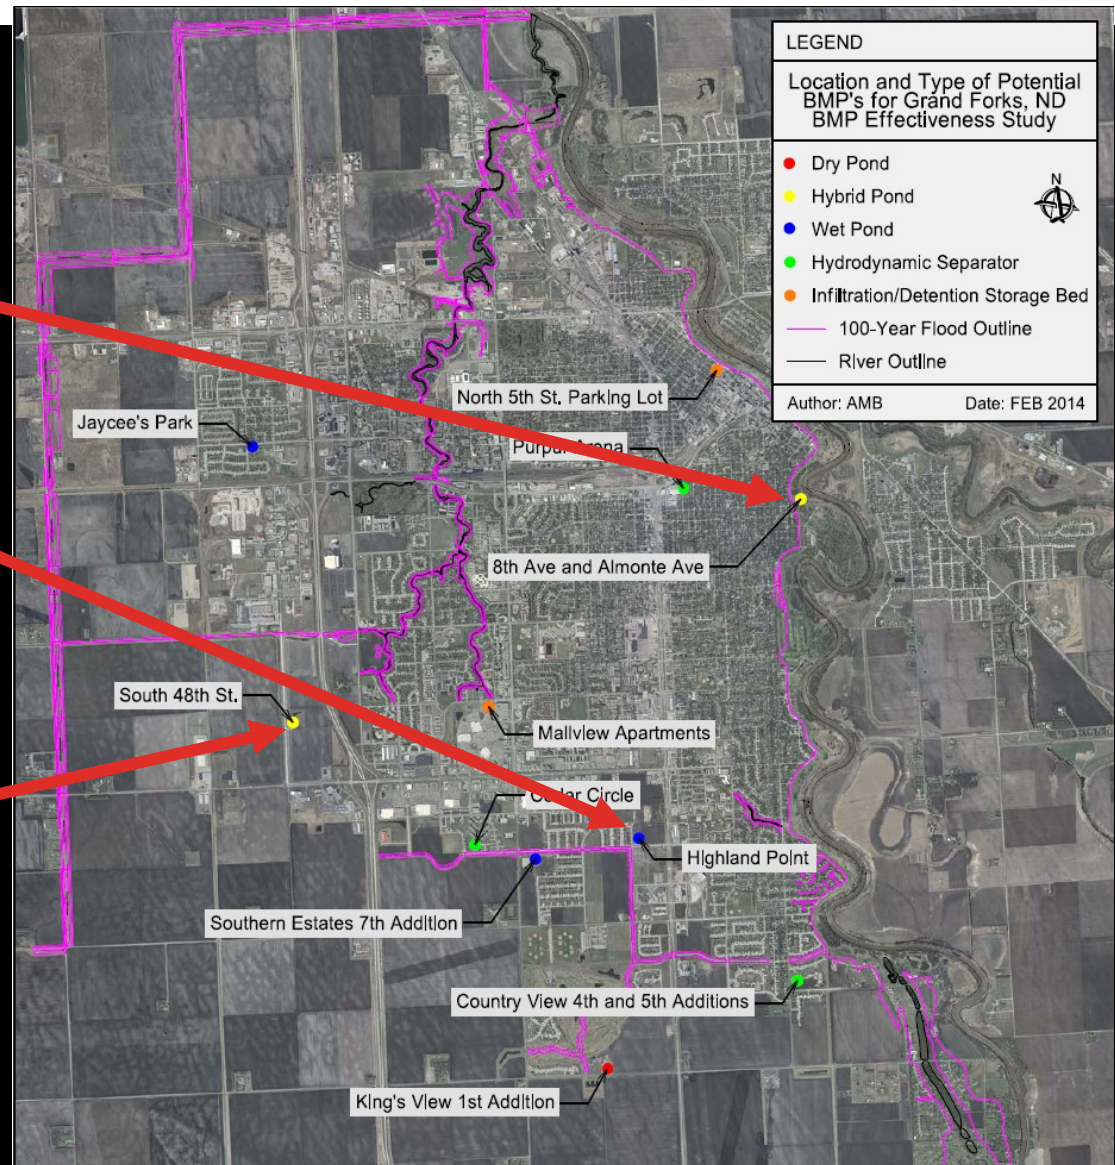 LEGEND
Location and Type of Potential
BMP's for Grand Forks, ND
BMP Effectiveness Study
Dry Pond
N
Hybrid Pond
Wet Pond
Hydrodynamic Separator
Infiltration/Detention Storage Bed
100-Year Flood Outline
River Outline
Author: AMB Date: FEB 2014
North 5th St. Parking Lot
Jaycee's Park
Purpur Arena
8th Ave and Almonte Ave
South 48th St.
Mallview Apartments
Cedar Circle
Highland Point
Southern Estates 7th Addition
Country View 4th and 5th Additions
King's View 1st Addition